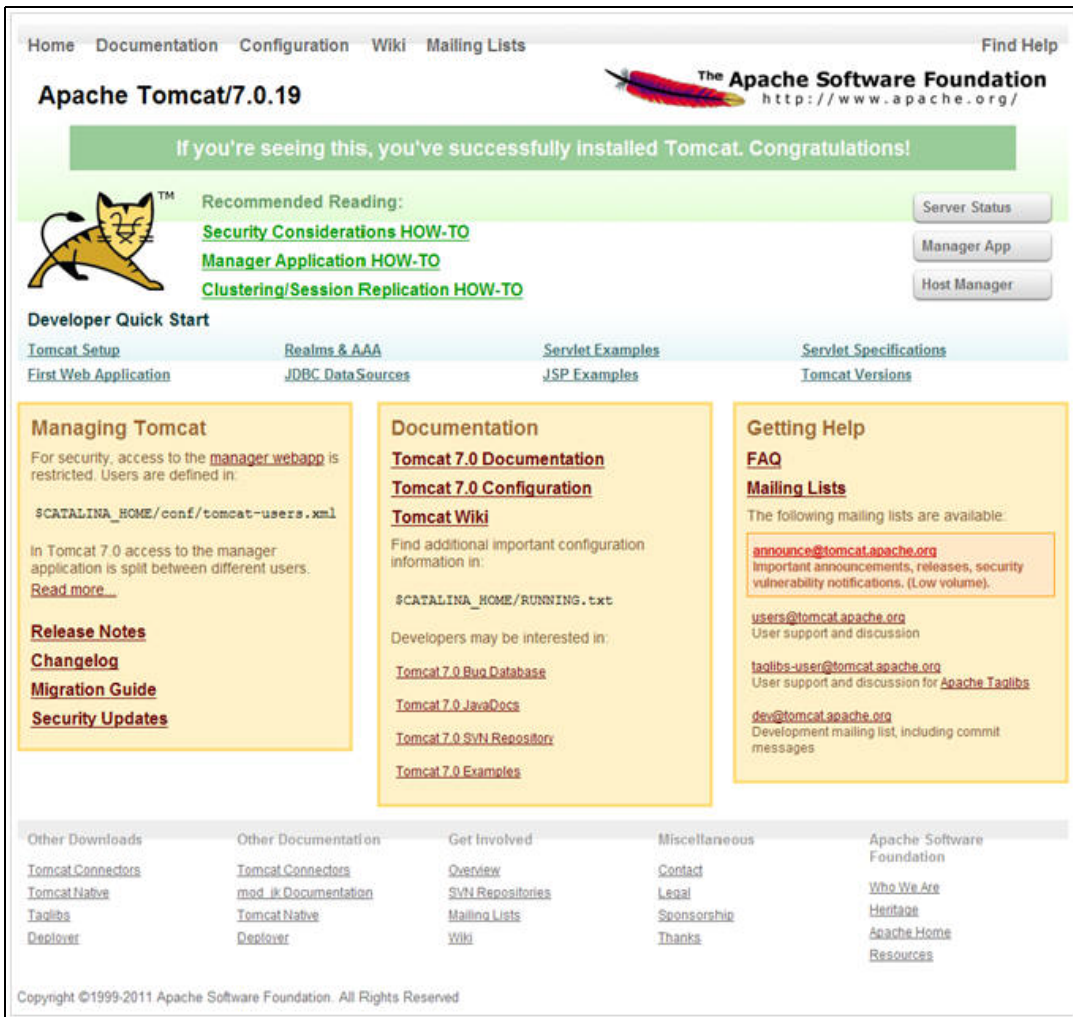 Home Documentation Configuration Wiki Mailing Lists Find Help
Apache Tomcat/7.0.19
The Apache Software Foundation
http://www.apache.org/
If you're seeing this, you've successfully installed Tomcat. Congratulations!
TM
Recommended Reading:
Security Considerations HOW-TO
Manager Application HOW-TO
Clustering/Session Replication HOW-TO
Server Status
Manager App
Host Manager
Developer Quick Start
Tomcat Setup Realms & AAA Servlet Examples Servlet Specifications
First Web Application JDBC DataSources JSP Examples Tomcat Versions
Managing Tomcat
For security, access to the manager webapp is
restricted. Users are defined in:
$CATALINA_HOME/conf/tomcat-users.xml
In Tomcat 7.0 access to the manager
application is split between different users.
Read more...
Release Notes
Changelog
Migration Guide
Security Updates
Documentation
Tomcat 7.0 Documentation
Tomcat 7.0 Configuration
Tomcat Wiki
Find additional important configuration
information in:
$CATALINA_HOME/RUNNING.txt
Developers may be interested in:
Tomcat 7.0 Bug Database
Tomcat 7.0 JavaDocs
Tomcat 7.0 SVN Repository
Tomcat 7.0 Examples
Getting Help
FAQ
Mailing Lists
The following mailing lists are available:
announce@tomcat.apache.org
Important announcements, releases, security
vulnerability notifications. (Low volume).
users@tomcat.apache.org
User support and discussion
taglibs-user@tomcat.apache.org
User support and discussion for Apache Taglibs
dev@tomcat.apache.org
Development mailing list, including commit
messages
Other Downloads
Tomcat Connectors
Tomcat Native
Taglibs
Deployer
Other Documentation
Tomcat Connectors
mod_jk Documentation
Tomcat Native
Deployer
Get Involved
Overview
SVN Repositories
Mailing Lists
Wiki
Miscellaneous
Contact
Legal
Sponsorship
Thanks
Apache Software
Foundation
Who We Are
Heritage
Apache Home
Resources
Copyright ©1999-2011 Apache Software Foundation. All Rights Reserved